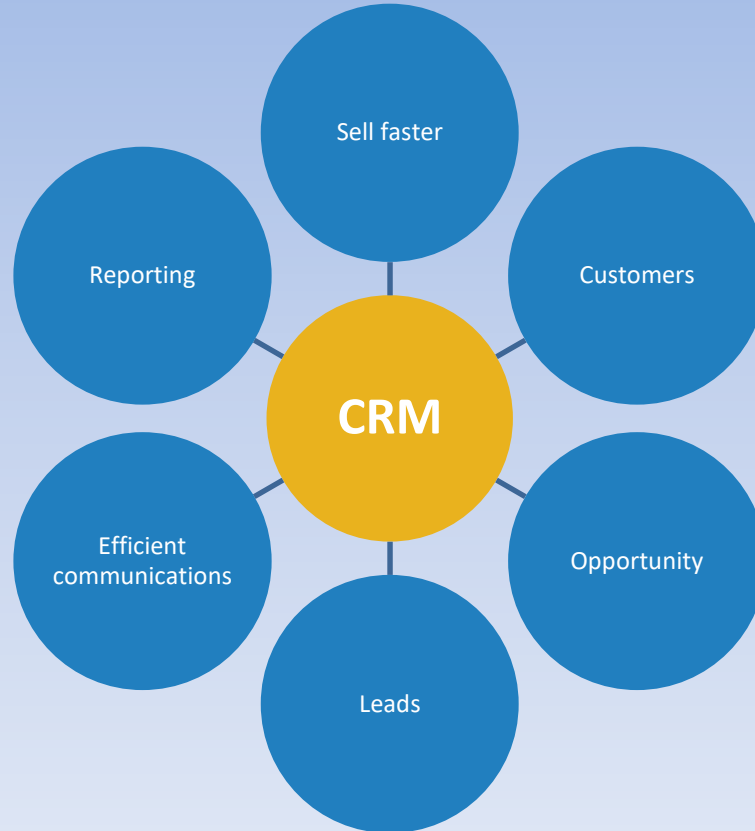 Sell faster
Reporting
Customers
CRM
Efficient
communications
Opportunity
Leads